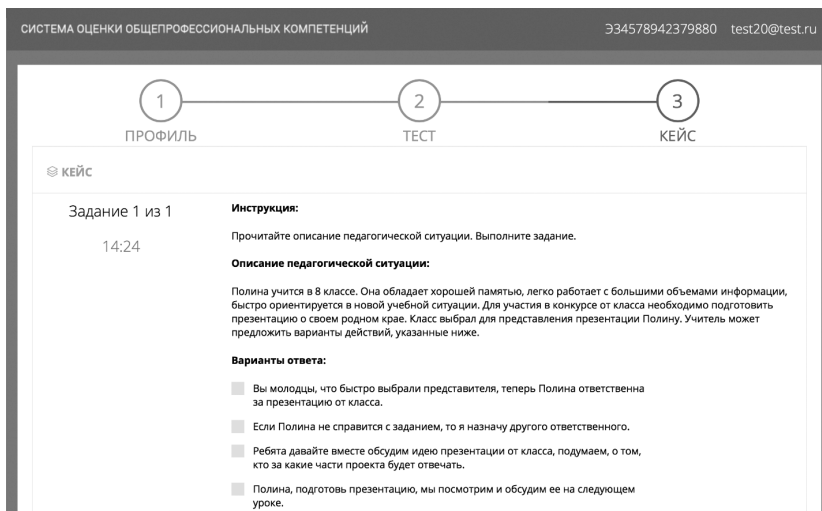 СИСТЕМА ОЦЕНКИ ОБЩЕПРОФЕССИОНАЛЬНЫХ КОМПЕТЕНЦИЙ
Э34578942379880 test20@test.ru
1 2 3
ПРОФИЛЬ ТЕСТ КЕЙС
КЕЙС
Задание 1 из 1
14:24
Инструкция:
Прочитайте описание педагогической ситуации. Выполните задание.
Описание педагогической ситуации:
Полина учится в 8 классе. Она обладает хорошей памятью, легко работает с большими объемами информации,
быстро ориентируется в новой учебной ситуации. Для участия в конкурсе от класса необходимо подготовить
презентацию о своем родном крае. Класс выбрал для представления презентации Полину. Учитель может
предложить варианты действий, указанные ниже.
Варианты ответа:
Вы молодцы, что быстро выбрали представителя, теперь Полина ответственна
за презентацию от класса.
Если Полина не справится с заданием, то я назначу другого ответственного.
Ребята давайте вместе обсудим идею презентации от класса, подумаем, о том,
кто за какие части проекта будет отвечать.
Полина, подготовь презентацию, мы посмотрим и обсудим ее на следующем
уроке.